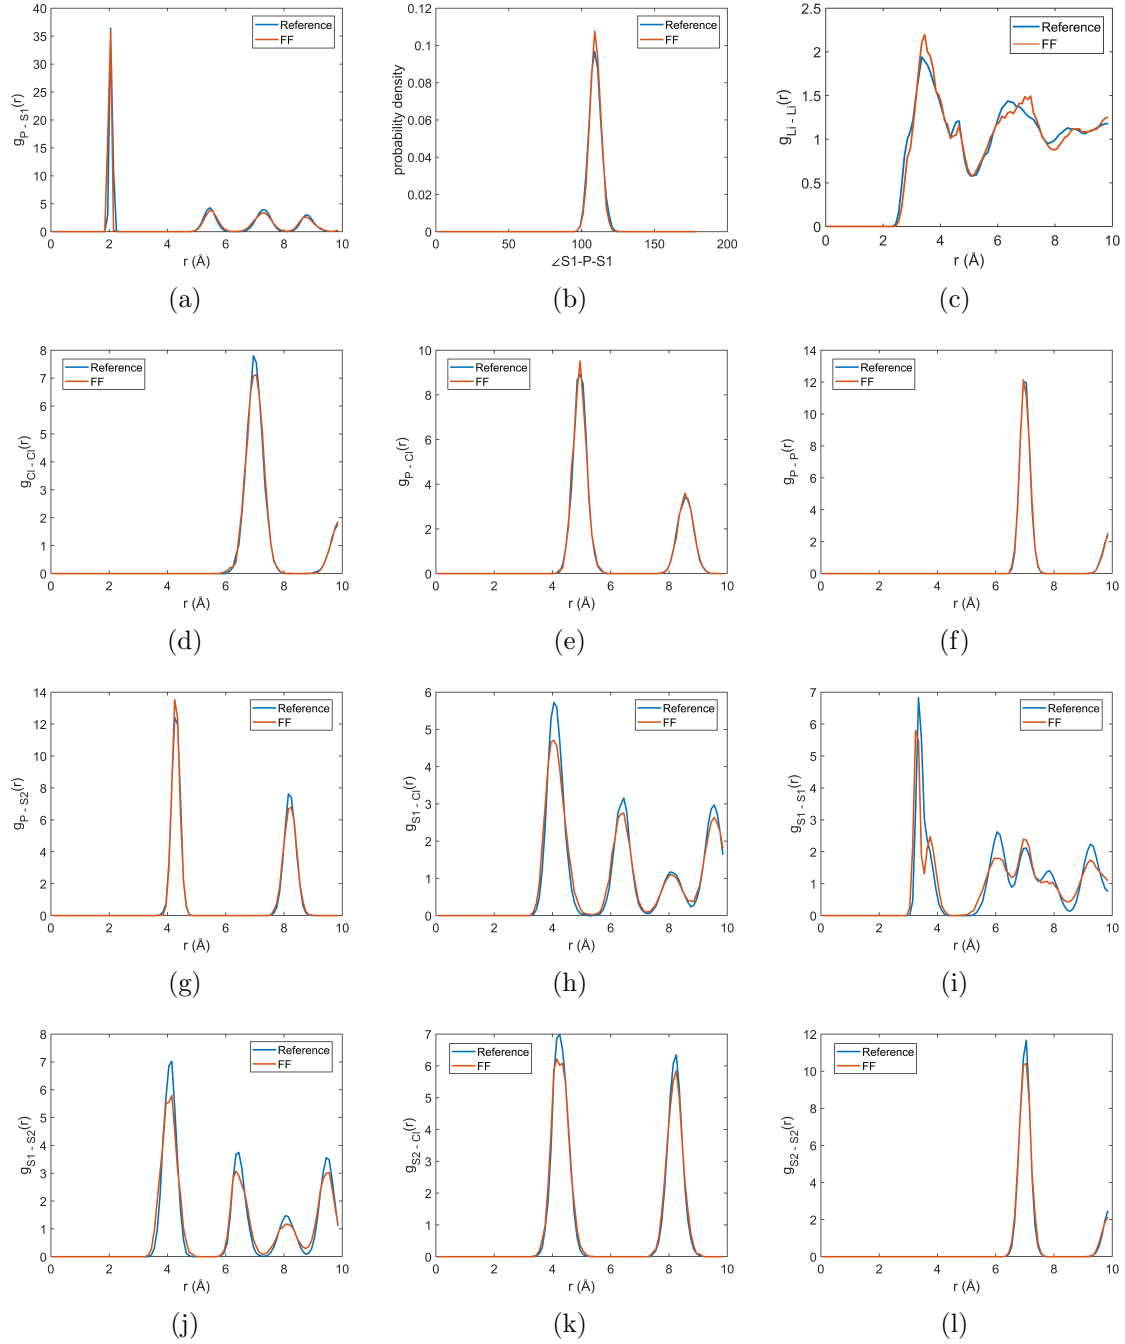 40
35
30
25
20
15
10
5
0
0 2 4 6 8 10
g P - S1 (r)
r (Å)
Reference
FF
(a)
0.12
0.1
0.08
0.06
0.04
0.02
0
0 50 100 150 200
probability density
∠S1-P-S1
Reference
FF
(b)
2.5
2
1.5
1
0.5
0
0 2 4 6 8 10
g Li - Li (r)
r (Å)
Reference
FF
(c)
8
7
6
5
4
3
2
1
0
0 2 4 6 8 10
g Cl - Cl (r)
r (Å)
Reference
FF
(d)
10
8
6
4
2
0
0 2 4 6 8 10
g P - Cl (r)
r (Å)
Reference
FF
(e)
14
12
10
8
6
4
2
0
0 2 4 6 8 10
g P - P (r)
r (Å)
Reference
FF
(f)
14
12
10
8
6
4
2
0
0 2 4 6 8 10
g P - S2 (r)
r (Å)
Reference
FF
(g)
6
5
4
3
2
1
0
0 2 4 6 8 10
g S1 - Cl (r)
r (Å)
Reference
FF
(h)
7
6
5
4
3
2
1
0
0 2 4 6 8 10
g S1 - S1 (r)
r (Å)
Reference
FF
(i)
8
7
6
5
4
3
2
1
0
0 2 4 6 8 10
g S1 - S2 (r)
r (Å)
Reference
FF
(j)
7
6
5
4
3
2
1
0
0 2 4 6 8 10
g S2 - Cl (r)
r (Å)
Reference
FF
(k)
12
10
8
6
4
2
0
0 2 4 6 8 10
g S2 - S2 (r)
r (Å)
Reference
FF
(l)